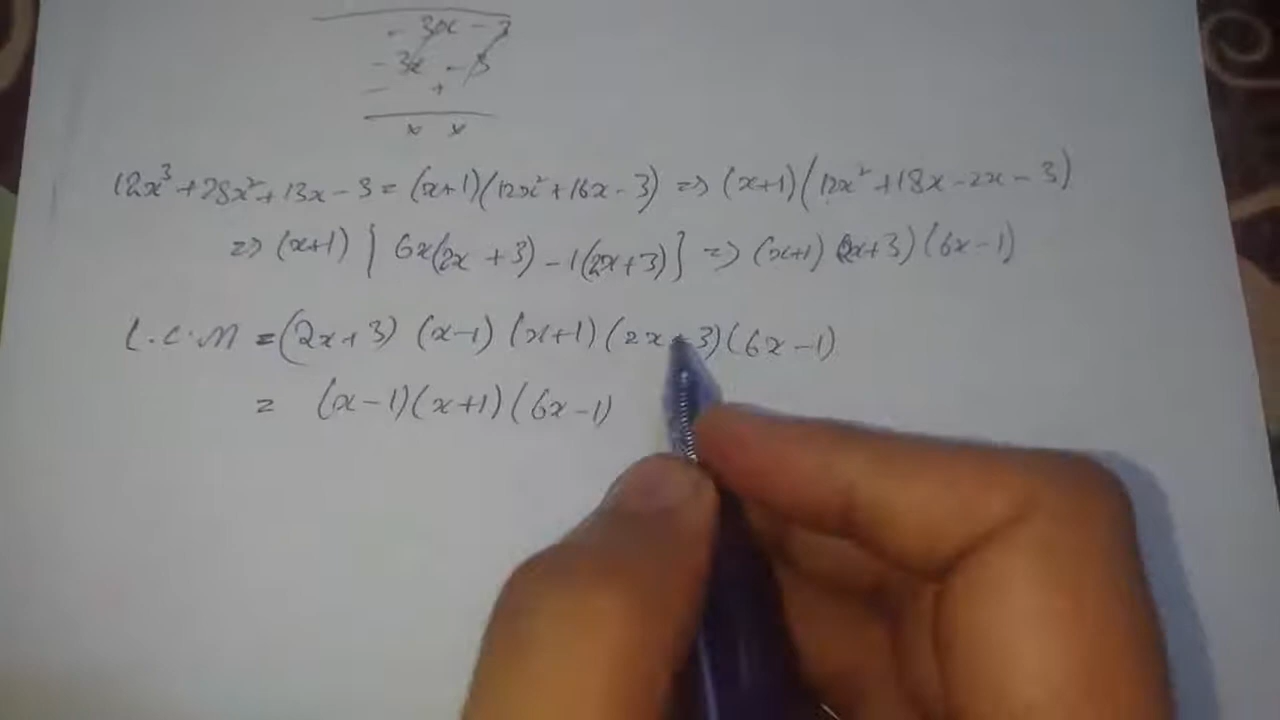 - 3x - 3
- 3x - 3
- +
x x
12x³ + 28x² + 13x - 3 = (x+1)(12x² + 16x - 3) => (x+1)(12x² + 18x - 2x - 3)
=> (x+1) [ 6x(2x + 3) - 1(2x+3)] => (x+1) (2x+3) (6x-1)
L.C.M = (2x+3) (x-1) (x+1) (2x+3) (6x-1)
= (x-1)(x+1)(6x-1)